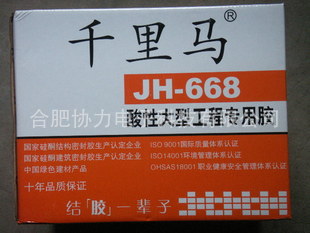 千里马®
JH-668
酸性大型工程专用胶
国家硅酮结构密封胶生产认定企业 ISO9001国际质量体系认证
国家硅酮建筑密封胶生产认定企业 ISO14001环境管理体系认证
中国绿色建材产品 OHSAS18001职业健康安全管理体系认证
十年品质保证
结「胶」一辈子
合肥协力电